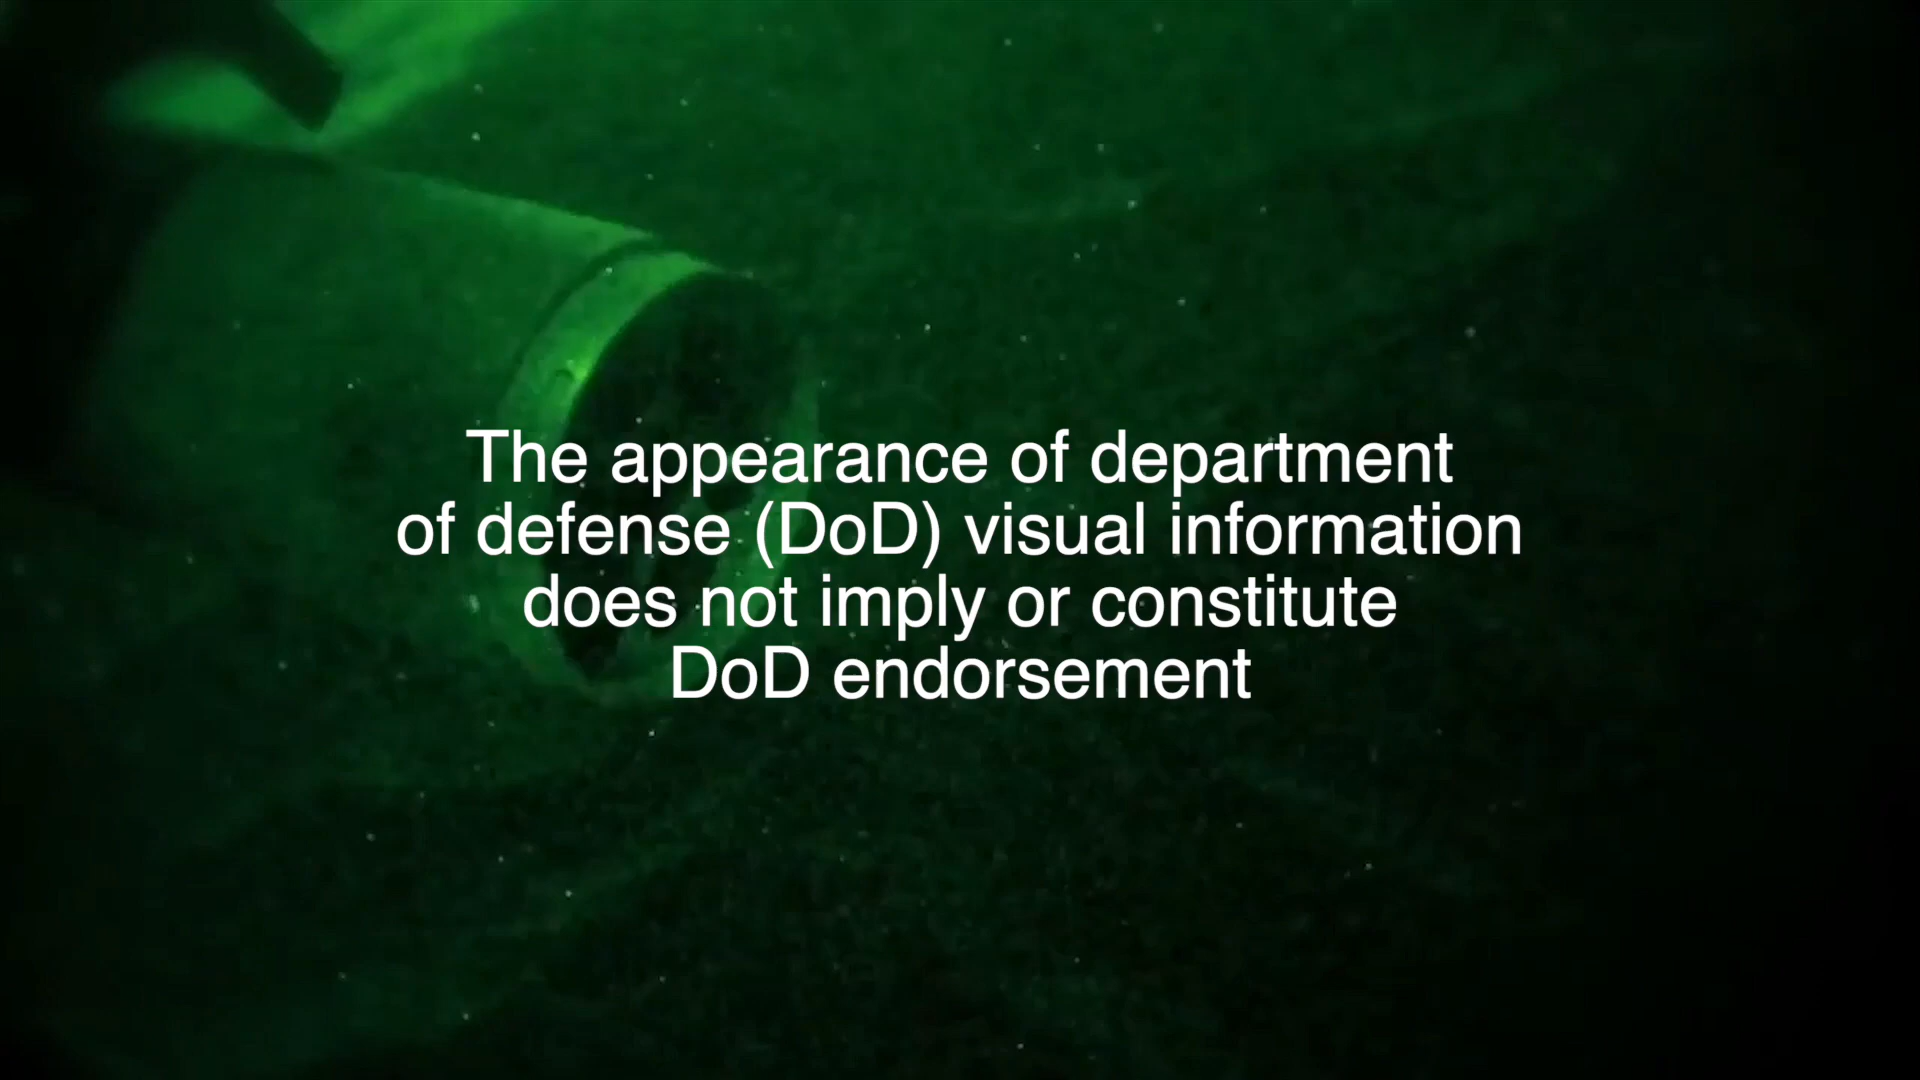 The appearance of department
of defense (DoD) visual information
does not imply or constitute
DoD endorsement